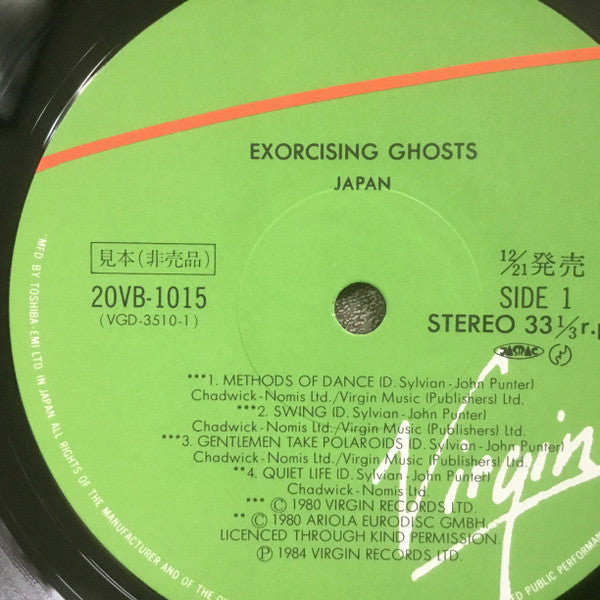 EXORCISING GHOSTS
JAPAN
見本(非売品)
20VB-1015
(VGD-3510-1)
12/21発売
SIDE 1
STEREO 33 1/3 r.p
JASRAC
***1. METHODS OF DANCE (D. Sylvian - John Punter)
Chadwick - Nomis Ltd./Virgin Music (Publishers) Ltd.
***2. SWING (D. Sylvian - John Punter)
Chadwick - Nomis Ltd./Virgin Music (Publishers) Ltd.
***3. GENTLEMEN TAKE POLAROIDS (D. Sylvian - John Punter)
Chadwick - Nomis Ltd./Virgin Music (Publishers) Ltd.
**4. QUIET LIFE (D. Sylvian - John Punter)
Chadwick - Nomis Ltd.
*** © 1980 VIRGIN RECORDS LTD.
** © 1980 ARIOLA EURODISC GMBH.
LICENCED THROUGH KIND PERMISSION.
℗ 1984 VIRGIN RECORDS LTD.
Virgin
"MFD. BY TOSHIBA-EMI LTD. IN JAPAN ALL RIGHTS OF THE MANUFACTURER AND OF THE
ED PUBLIC PERFORMA